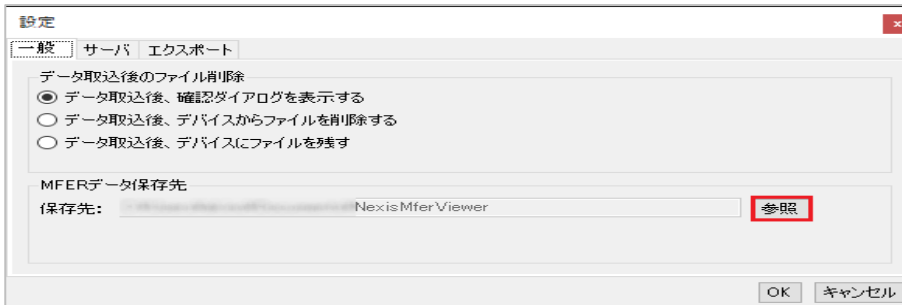 設定
一般 サーバ エクスポート
データ取込後のファイル削除
データ取込後、確認ダイアログを表示する
データ取込後、デバイスからファイルを削除する
データ取込後、デバイスにファイルを残す
MFERデータ保存先
保存先: NexisMferViewer 参照
OK キャンセル